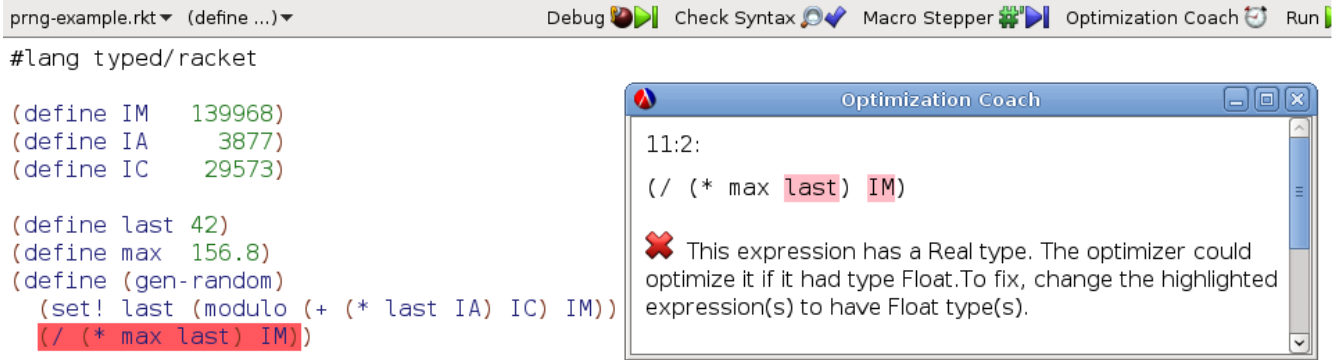 prng-example.rkt (define ...) Debug Check Syntax Macro Stepper Optimization Coach Run
#lang typed/racket
(define IM 139968)
(define IA 3877)
(define IC 29573)
(define last 42)
(define max 156.8)
(define (gen-random)
(set! last (modulo (+ (* last IA) IC) IM))
(/ (* max last) IM))
Optimization Coach
11:2:
(/ (* max last) IM)
This expression has a Real type. The optimizer could
optimize it if it had type Float.To fix, change the highlighted
expression(s) to have Float type(s).